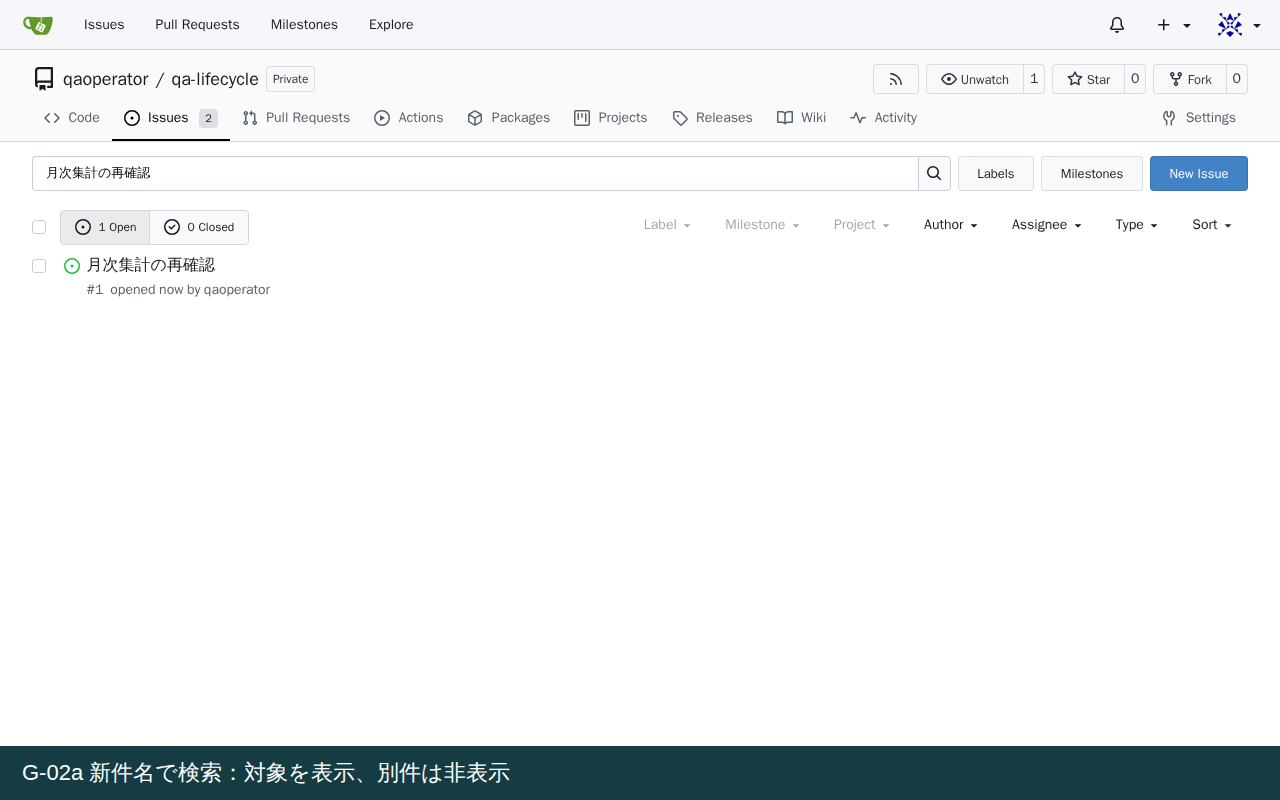 Issues Pull Requests Milestones Explore
qaoperator / qa-lifecycle Private
Unwatch 1 Star 0 Fork 0
Code Issues 2 Pull Requests Actions Packages Projects Releases Wiki Activity Settings
月次集計の再確認 Labels Milestones New Issue
1 Open 0 Closed Label Milestone Project Author Assignee Type Sort
月次集計の再確認
#1 opened now by qaoperator
G-02a 新件名で検索：対象を表示、別件は非表示